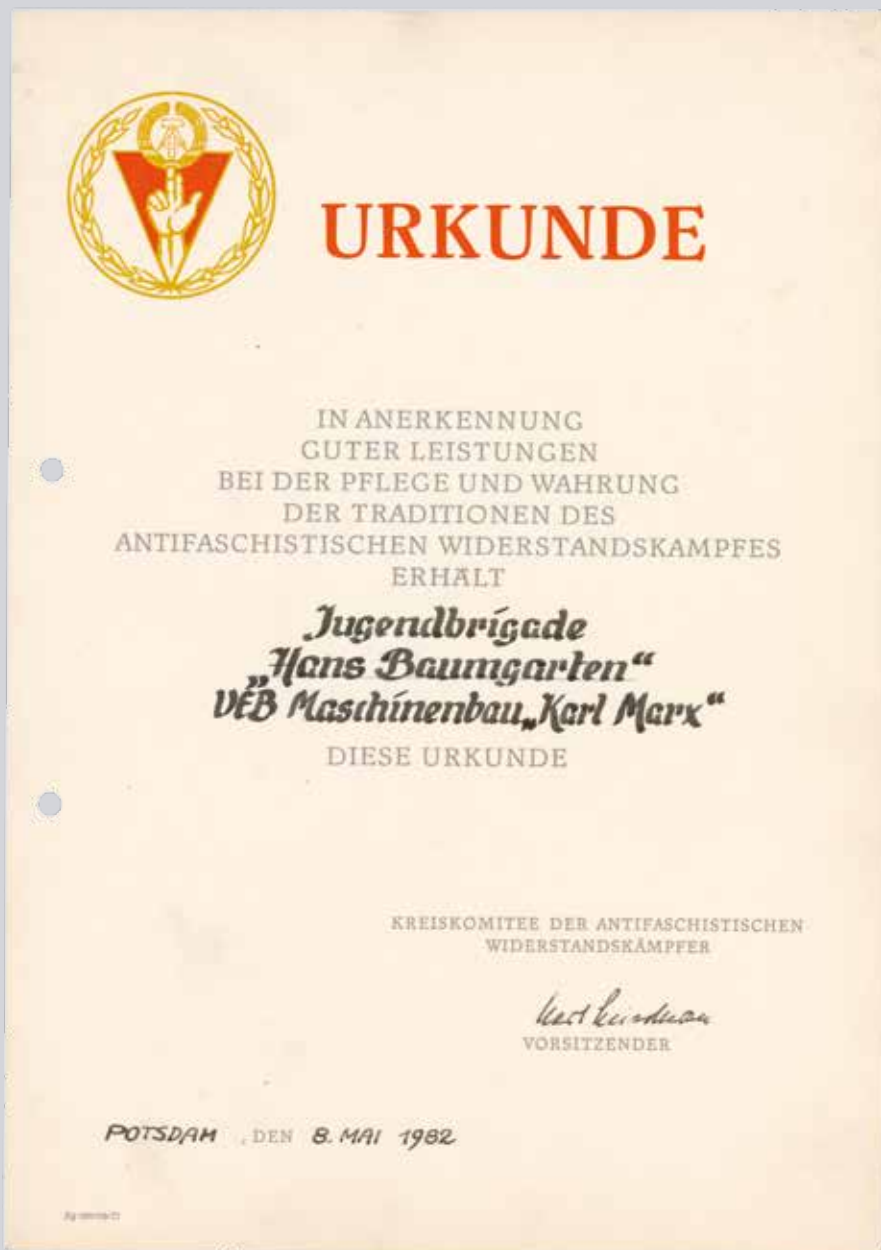 URKUNDE
IN ANERKENNUNG
GUTER LEISTUNGEN
BEI DER PFLEGE UND WAHRUNG
DER TRADITIONEN DES
ANTIFASCHISTISCHEN WIDERSTANDSKAMPFES
ERHÄLT
Jugendbrigade
„Hans Baumgarten“
VEB Maschinenbau „Karl Marx“
DIESE URKUNDE
KREISKOMITEE DER ANTIFASCHISTISCHEN
WIDERSTANDSKÄMPFER
VORSITZENDER
POTSDAM, DEN 8. MAI 1982